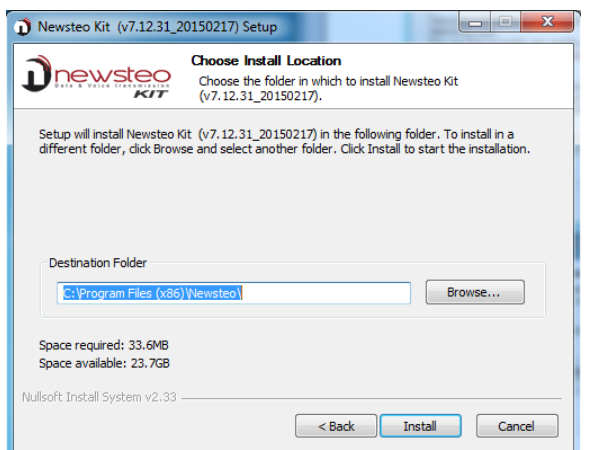 Newsteo Kit (v7.12.31_20150217) Setup
newsteo
Data & Voice transmission
KIT
Choose Install Location
Choose the folder in which to install Newsteo Kit
(v7.12.31_20150217).
Setup will install Newsteo Kit (v7.12.31_20150217) in the following folder. To install in a
different folder, click Browse and select another folder. Click Install to start the installation.
Destination Folder
C:\Program Files (x86)\Newsteo\
Browse...
Space required: 33.6MB
Space available: 23.7GB
Nullsoft Install System v2.33
< Back
Install
Cancel